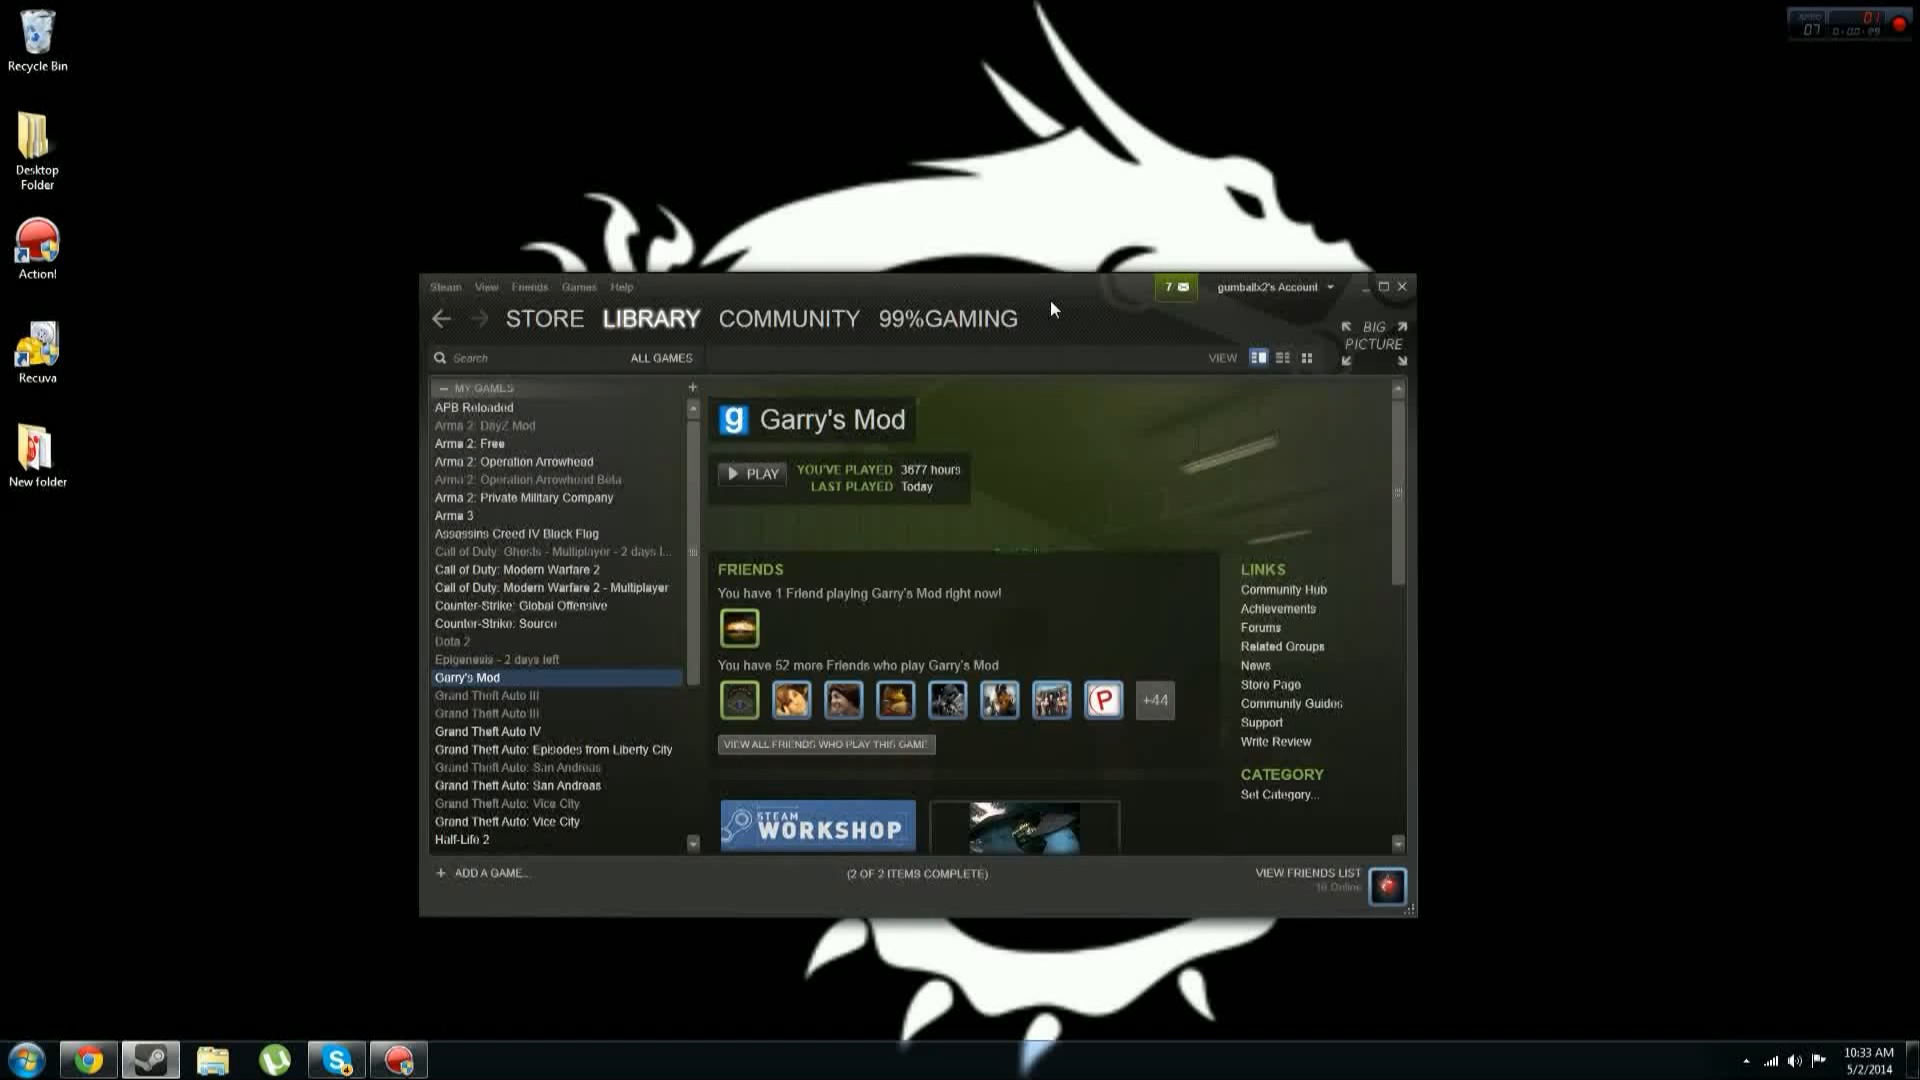 Recycle Bin
Desktop
Folder
Action!
Recuva
New folder
07
01
Steam View Friends Games Help
7
gumballx2's Account
STORE LIBRARY COMMUNITY 99%GAMING
BIG
PICTURE
Search
ALL GAMES
VIEW
MY GAMES
APB Reloaded
Arma 2: DayZ Mod
Arma 2: Free
Arma 2: Operation Arrowhead
Arma 2: Operation Arrowhead Beta
Arma 2: Private Military Company
Arma 3
Assassins Creed IV Black Flag
Call of Duty: Ghosts - Multiplayer - 2 days l...
Call of Duty: Modern Warfare 2
Call of Duty: Modern Warfare 2 - Multiplayer
Counter-Strike: Global Offensive
Counter-Strike: Source
Dota 2
Epigenesis - 2 days left
Garry's Mod
Grand Theft Auto III
Grand Theft Auto III
Grand Theft Auto IV
Grand Theft Auto: Episodes from Liberty City
Grand Theft Auto: San Andreas
Grand Theft Auto: San Andreas
Grand Theft Auto: Vice City
Grand Theft Auto: Vice City
Half-Life 2
g Garry's Mod
PLAY
YOU'VE PLAYED 3677 hours
LAST PLAYED Today
FRIENDS
You have 1 Friend playing Garry's Mod right now!
You have 52 more Friends who play Garry's Mod
P
+44
VIEW ALL FRIENDS WHO PLAY THIS GAME
STEAM
WORKSHOP
LINKS
Community Hub
Achievements
Forums
Related Groups
News
Store Page
Community Guides
Support
Write Review
CATEGORY
Set Category...
+ ADD A GAME...
(2 OF 2 ITEMS COMPLETE)
VIEW FRIENDS LIST
16 Online
10:33 AM
5/2/2014